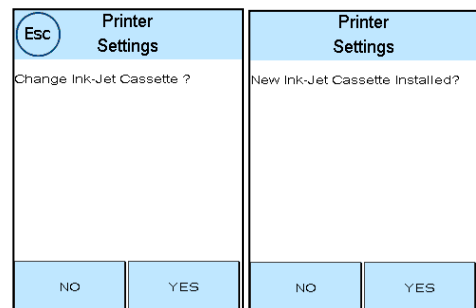 Esc
Printer
Settings
Change Ink-Jet Cassette ?
NO
YES
Printer
Settings
New Ink-Jet Cassette Installed?
NO
YES